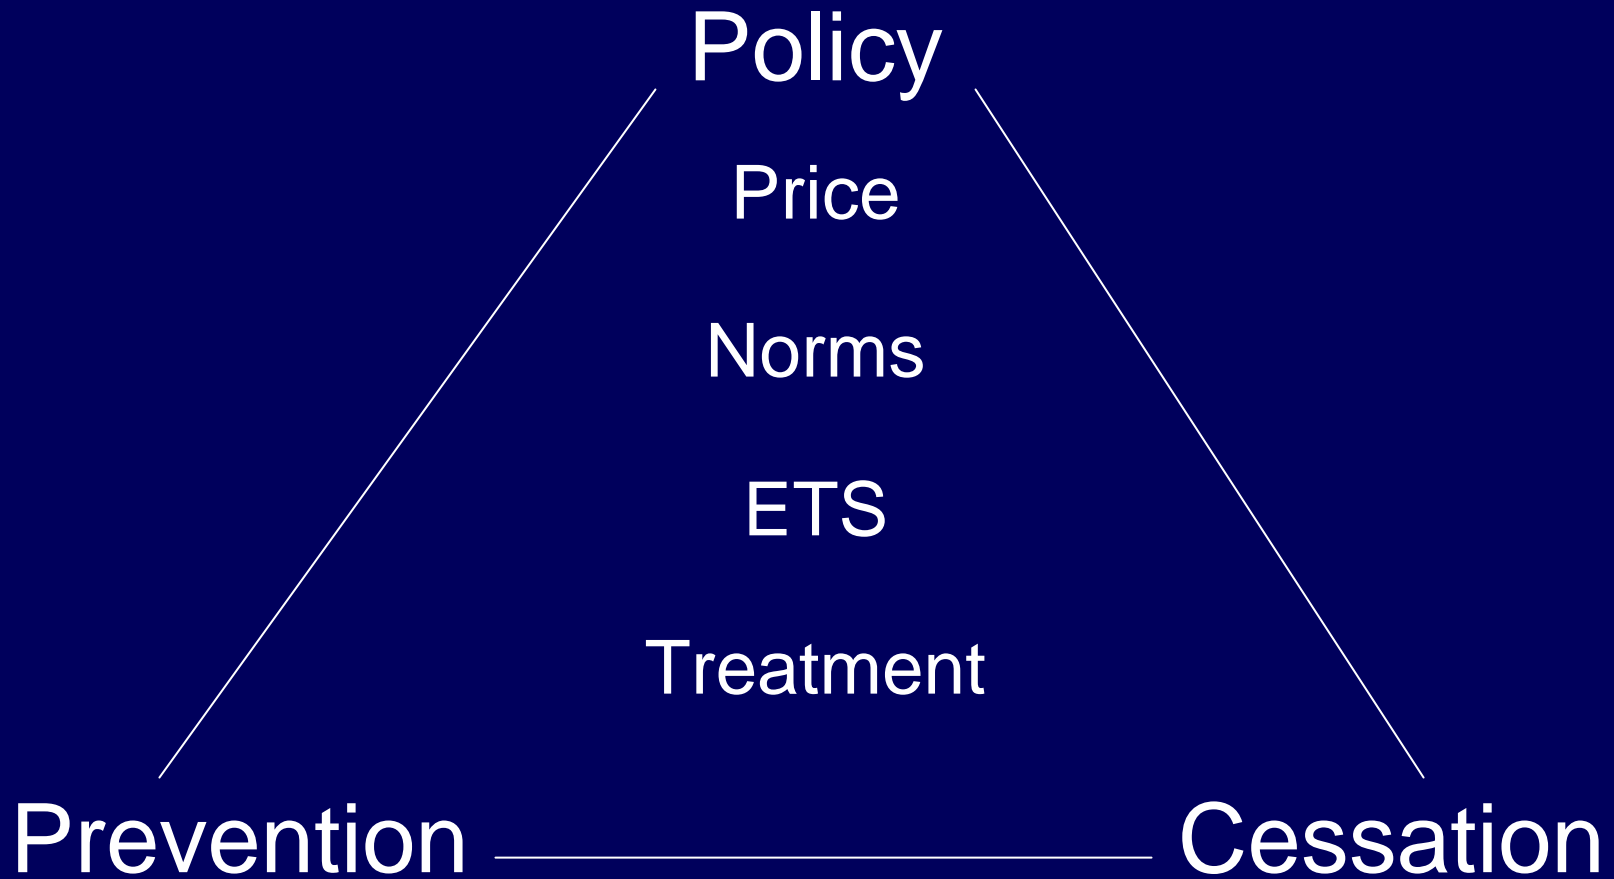 Policy
Price
Norms
ETS
Treatment
Prevention
Cessation